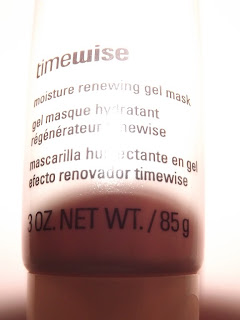 timewise
moisture renewing gel mask
gel masque hydratant
régénérateur timewise
mascarilla humectante en gel
efecto renovador timewise
3 OZ. NET WT. / 85 g